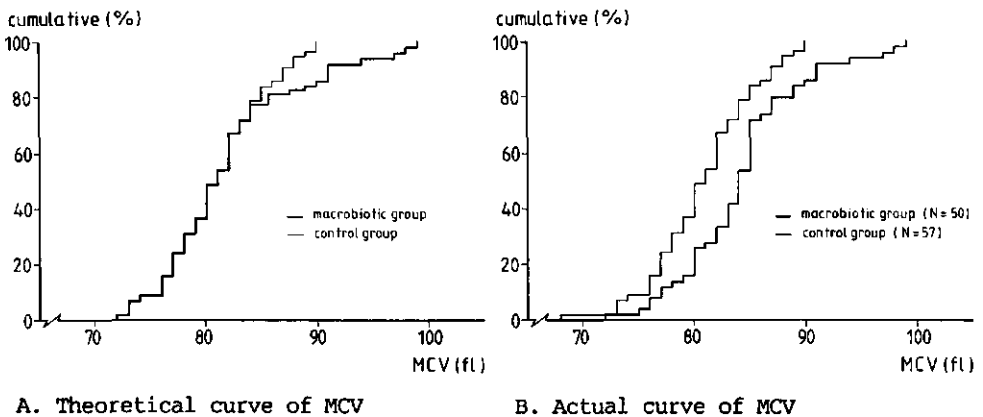 cumulative (%)
100
80
60
40
20
0
70
80
90
100
MCV (fl)
macrobiotic group
control group
A. Theoretical curve of MCV
cumulative (%)
100
80
60
40
20
0
70
80
90
100
MCV (fl)
macrobiotic group (N=50)
control group (N=57)
B. Actual curve of MCV